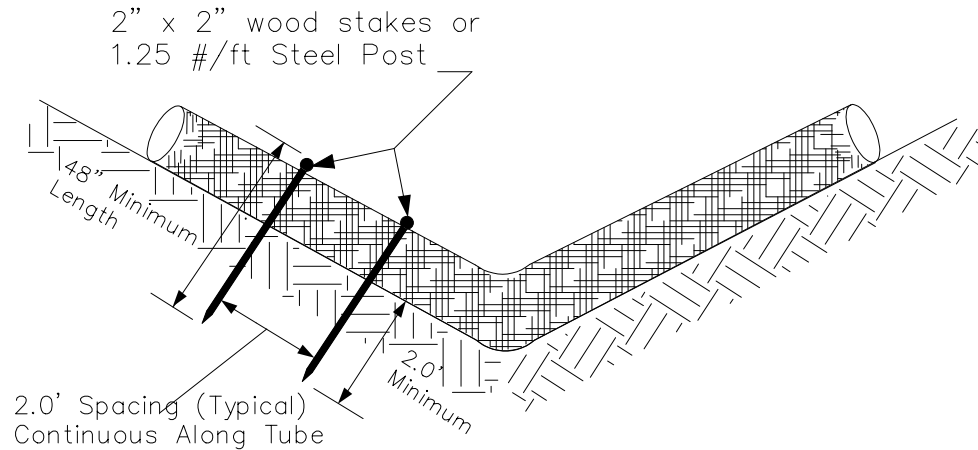 2” x 2” wood stakes or
1.25 #/ft Steel Post
48” Minimum
Length
2.0’
Minimum
2.0’ Spacing (Typical)
Continuous Along Tube